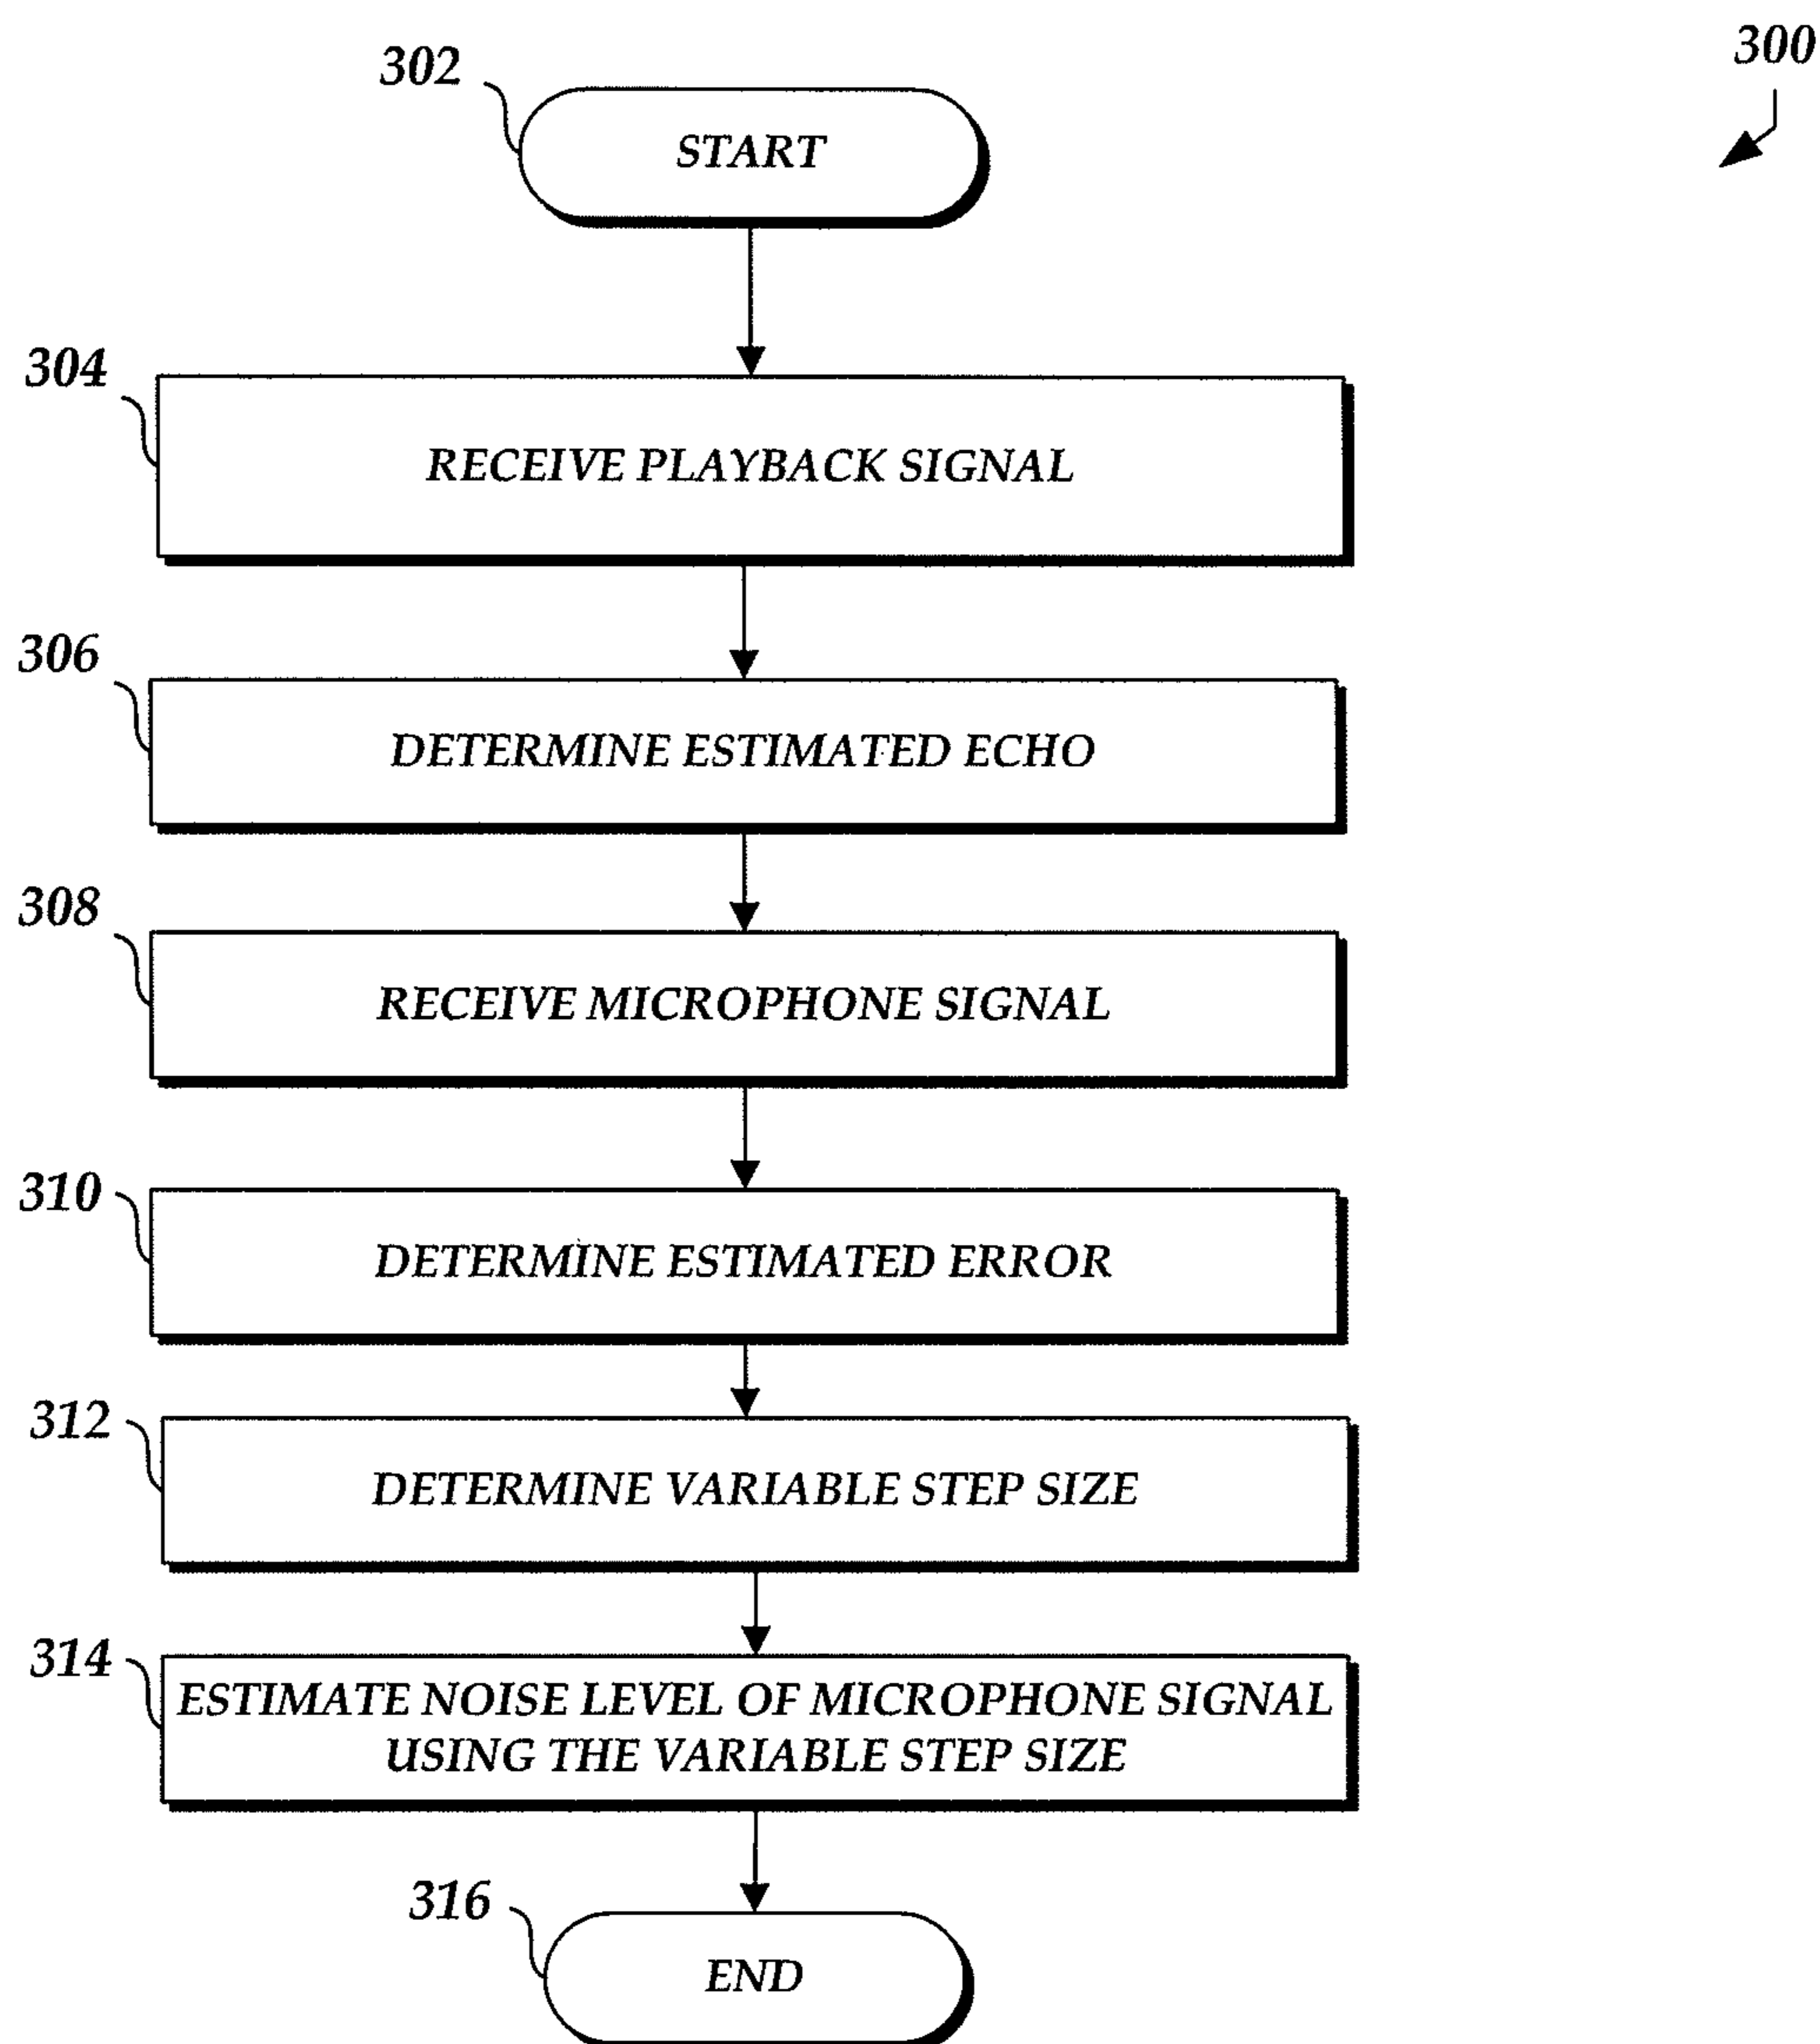 300
302
START
304
RECEIVE PLAYBACK SIGNAL
306
DETERMINE ESTIMATED ECHO
308
RECEIVE MICROPHONE SIGNAL
310
DETERMINE ESTIMATED ERROR
312
DETERMINE VARIABLE STEP SIZE
314
ESTIMATE NOISE LEVEL OF MICROPHONE SIGNAL
USING THE VARIABLE STEP SIZE
316
END